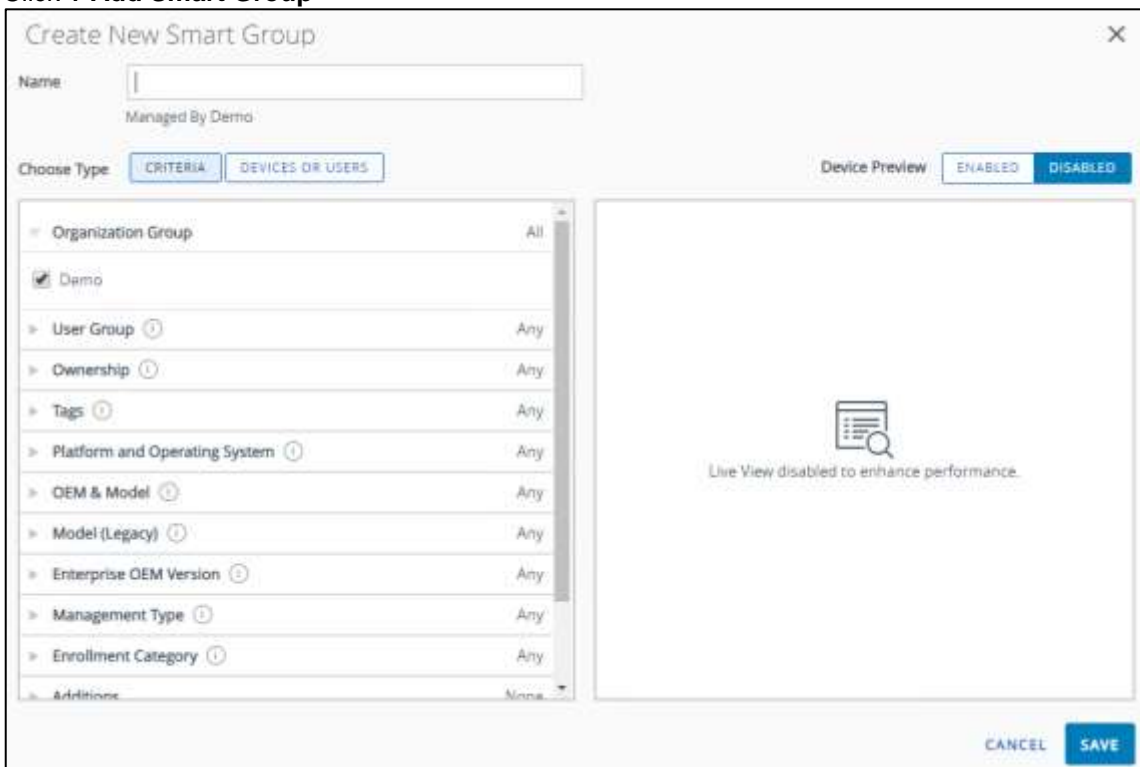 Create New Smart Group
Name
Managed By Demo
Choose Type CRITERIA DEVICES OR USERS
Device Preview ENABLED DISABLED
Organization Group All
Demo
User Group Any
Ownership Any
Tags Any
Platform and Operating System Any
OEM & Model Any
Model (Legacy) Any
Enterprise OEM Version Any
Management Type Any
Enrollment Category Any
Additions None
Live View disabled to enhance performance.
CANCEL SAVE